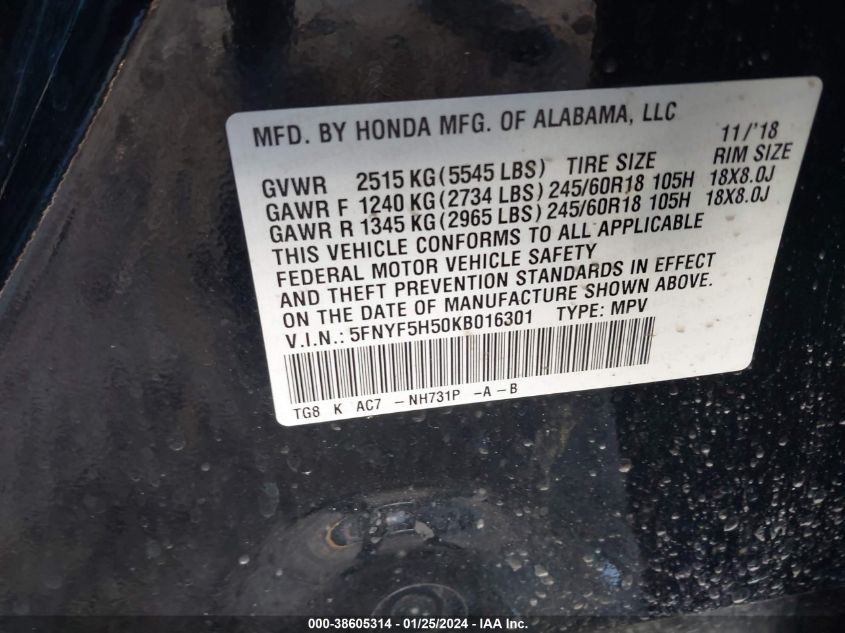 MFD. BY HONDA MFG. OF ALABAMA, LLC 11/'18
GVWR 2515 KG (5545 LBS) TIRE SIZE RIM SIZE
GAWR F 1240 KG (2734 LBS) 245/60R18 105H 18X8.0J
GAWR R 1345 KG (2965 LBS) 245/60R18 105H 18X8.0J
THIS VEHICLE CONFORMS TO ALL APPLICABLE
FEDERAL MOTOR VEHICLE SAFETY
AND THEFT PREVENTION STANDARDS IN EFFECT
ON THE DATE OF MANUFACTURE SHOWN ABOVE.
V.I.N.: 5FNYF5H50KB016301 TYPE: MPV
TG8 K AC7 -NH731P -A-B
000-38605314 - 01/25/2024 - IAA Inc.